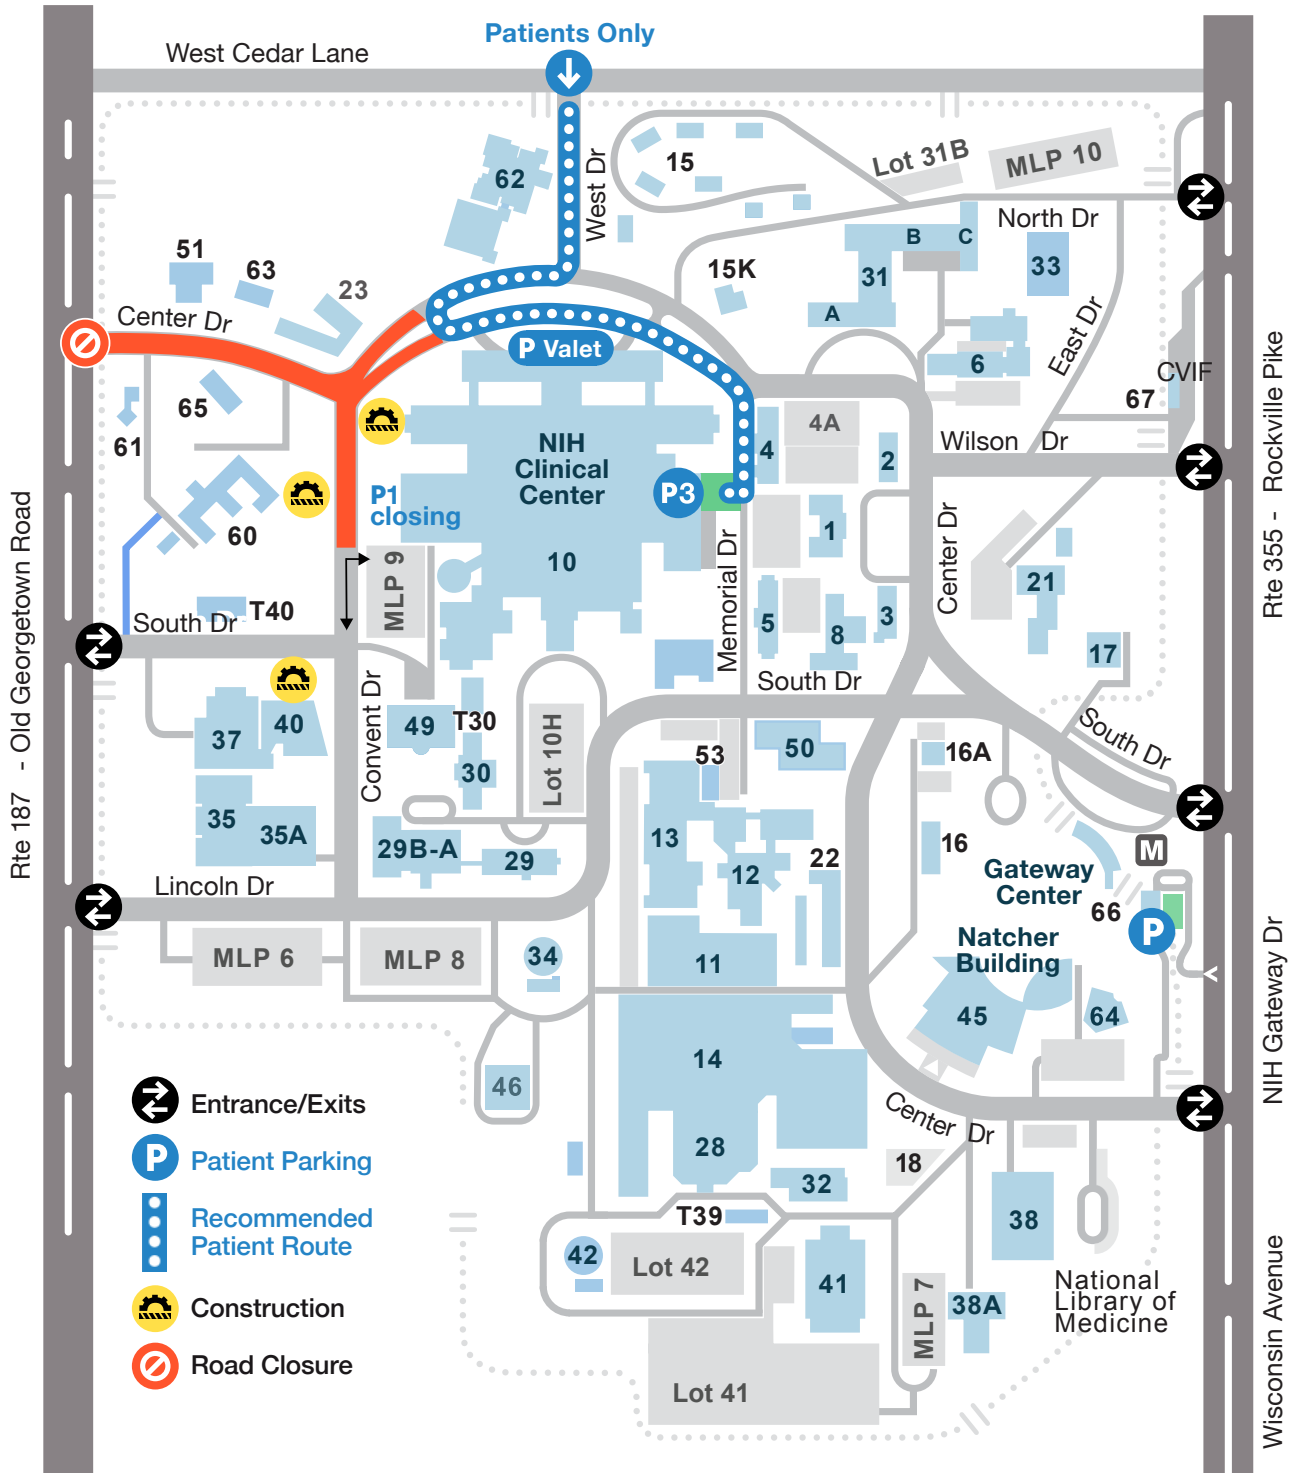 Patients Only
West Cedar Lane
West Dr
15
Lot 31B
MLP 10
62
North Dr
B
C
51
63
23
15K
31
33
A
Center Dr
P Valet
East Dr
6
CVIF
67
65
61
4A
4
2
Wilson Dr
NIH
Clinical
Center
P3
P1
closing
60
10
1
Center Dr
MLP 9
Memorial Dr
21
T40
South Dr
5
8
3
17
South Dr
South Dr
Convent Dr
37
40
49
T30
30
Lot 10H
53
50
16A
35
35A
29B-A
29
13
12
22
16
M
Gateway
Center
66
P
Lincoln Dr
MLP 6
MLP 8
34
11
Natcher
Building
45
64
46
14
28
Center Dr
18
32
T39
42
Lot 42
41
38
MLP 7
38A
National
Library of
Medicine
Lot 41
Entrance/Exits
P
Patient Parking
Recommended
Patient Route
Construction
Road Closure
Rte 187 - Old Georgetown Road
Rte 355 - Rockville Pike
NIH Gateway Dr
Wisconsin Avenue